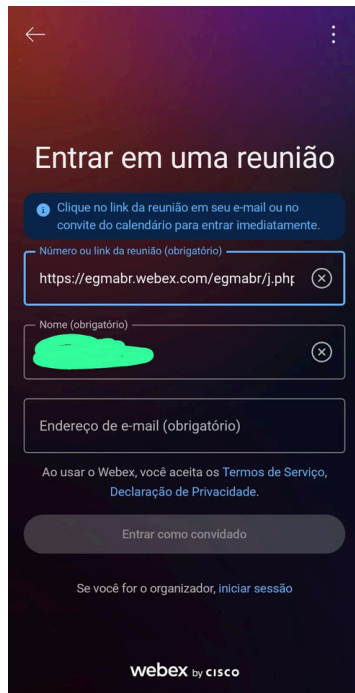 Entrar em uma reunião
Clique no link da reunião em seu e-mail ou no
convite do calendário para entrar imediatamente.
Número ou link da reunião (obrigatório)
https://egmabr.webex.com/egmabr/j.php
Nome (obrigatório)
Endereço de e-mail (obrigatório)
Ao usar o Webex, você aceita os Termos de Serviço,
Declaração de Privacidade.
Entrar como convidado
Se você for o organizador, iniciar sessão
webex by CISCO